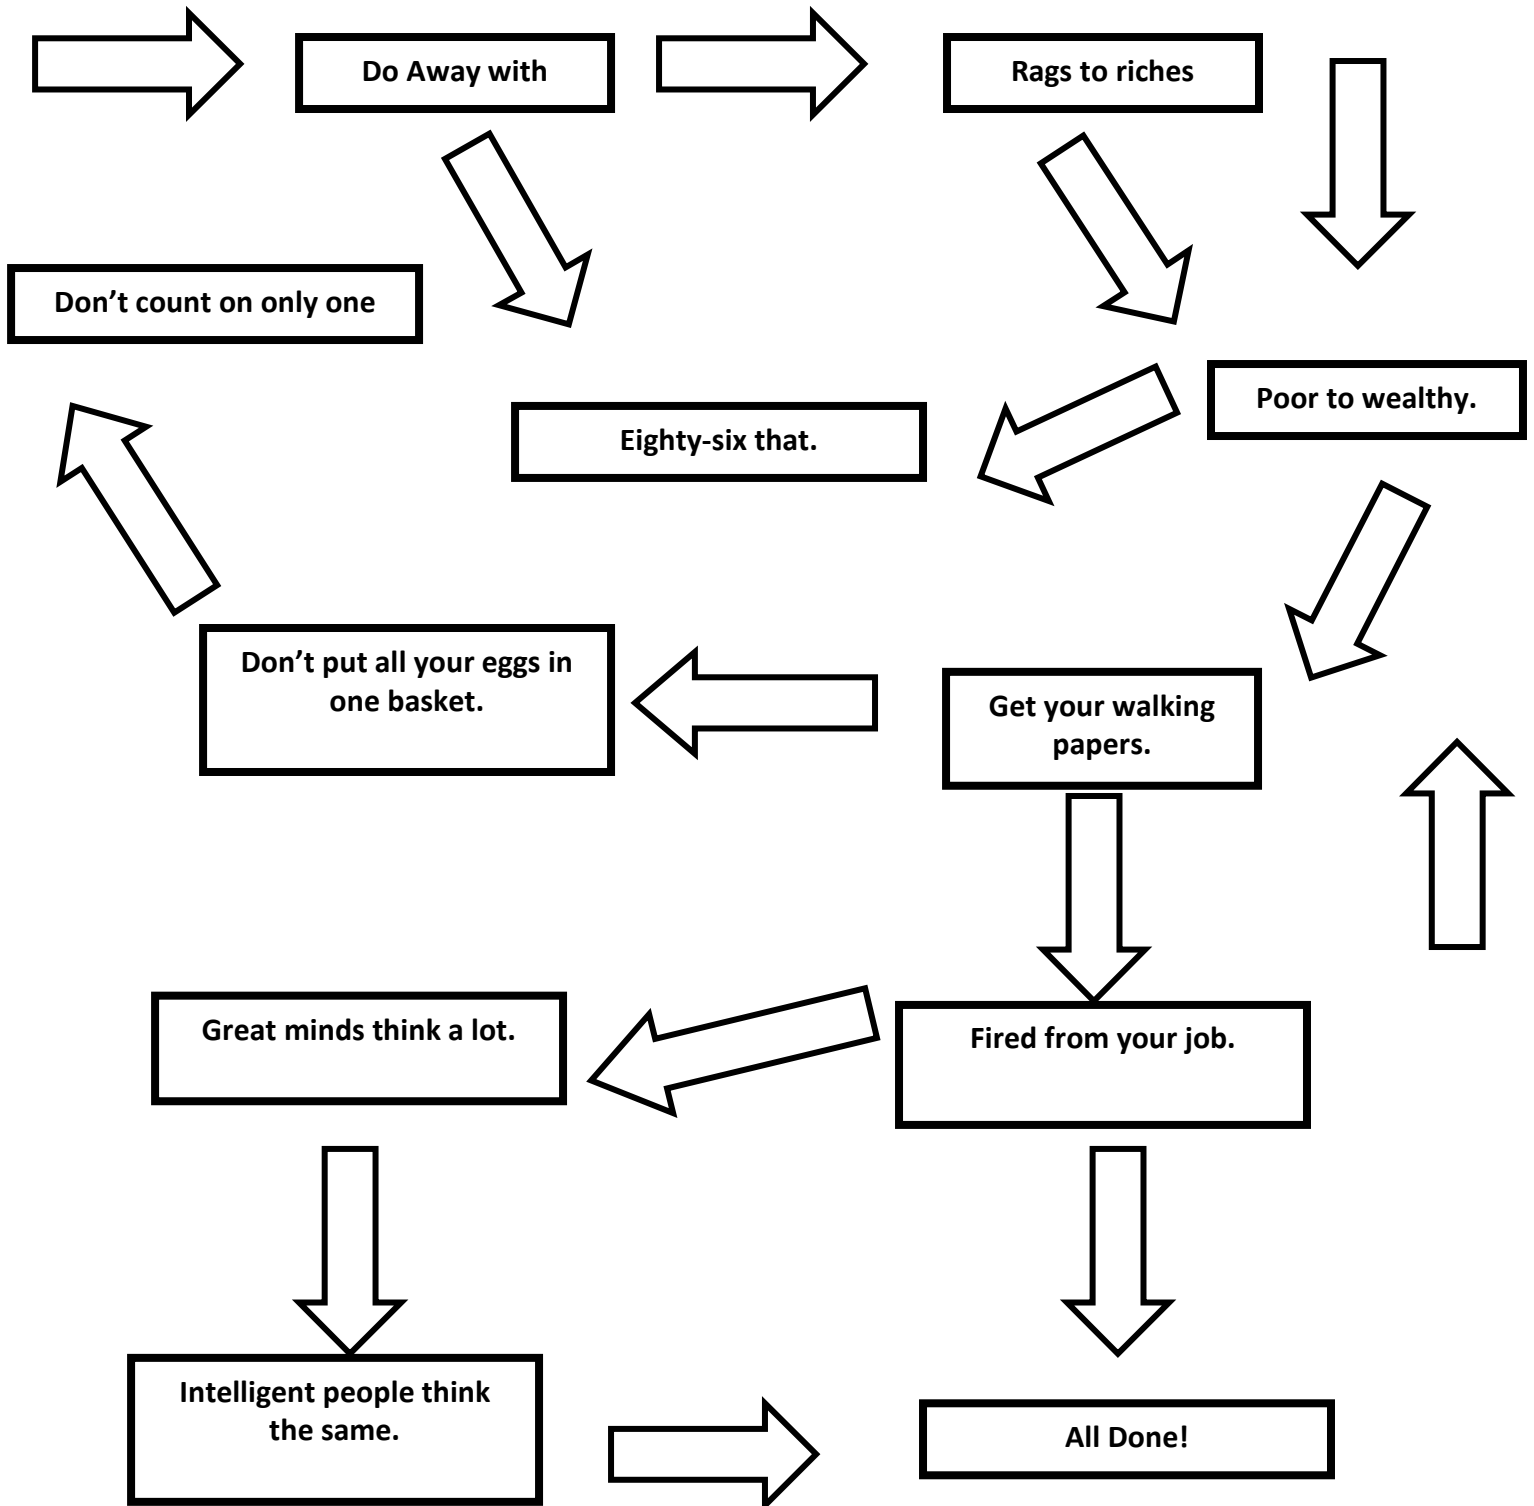 Do Away with
Rags to riches
Don’t count on only one
Poor to wealthy.
Eighty-six that.
Don’t put all your eggs in
one basket.
Get your walking
papers.
Great minds think a lot.
Fired from your job.
Intelligent people think
the same.
All Done!